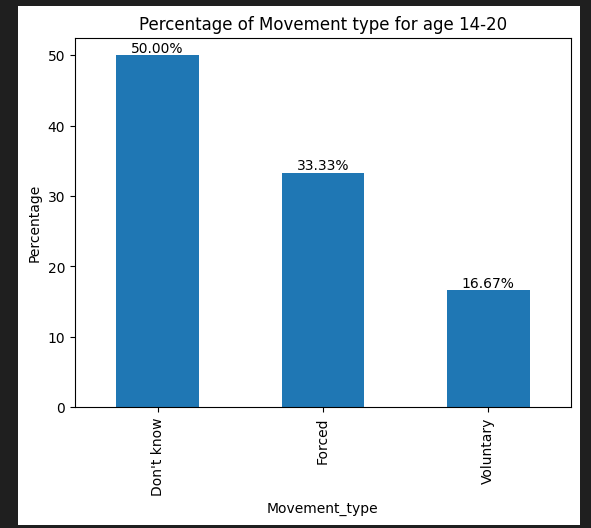 Percentage of Movement type for age 14-20
50.00%
33.33%
16.67%
50
40
30
20
10
0
Percentage
Don't know
Forced
Voluntary
Movement_type